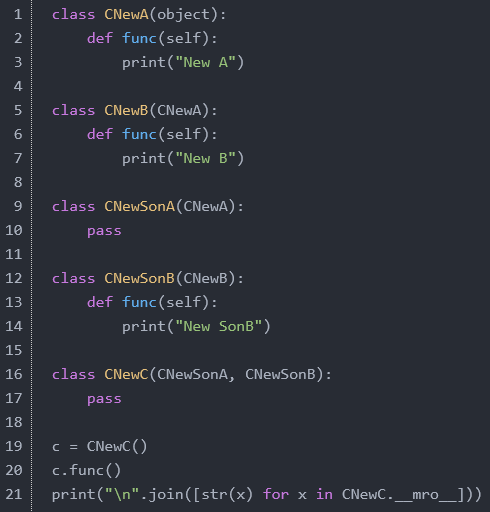 1 class CNewA(object):
2     def func(self):
3         print("New A")
4
5 class CNewB(CNewA):
6     def func(self):
7         print("New B")
8
9 class CNewSonA(CNewA):
10     pass
11
12 class CNewSonB(CNewB):
13     def func(self):
14         print("New SonB")
15
16 class CNewC(CNewSonA, CNewSonB):
17     pass
18
19 c = CNewC()
20 c.func()
21 print("\n".join([str(x) for x in CNewC.__mro__]))